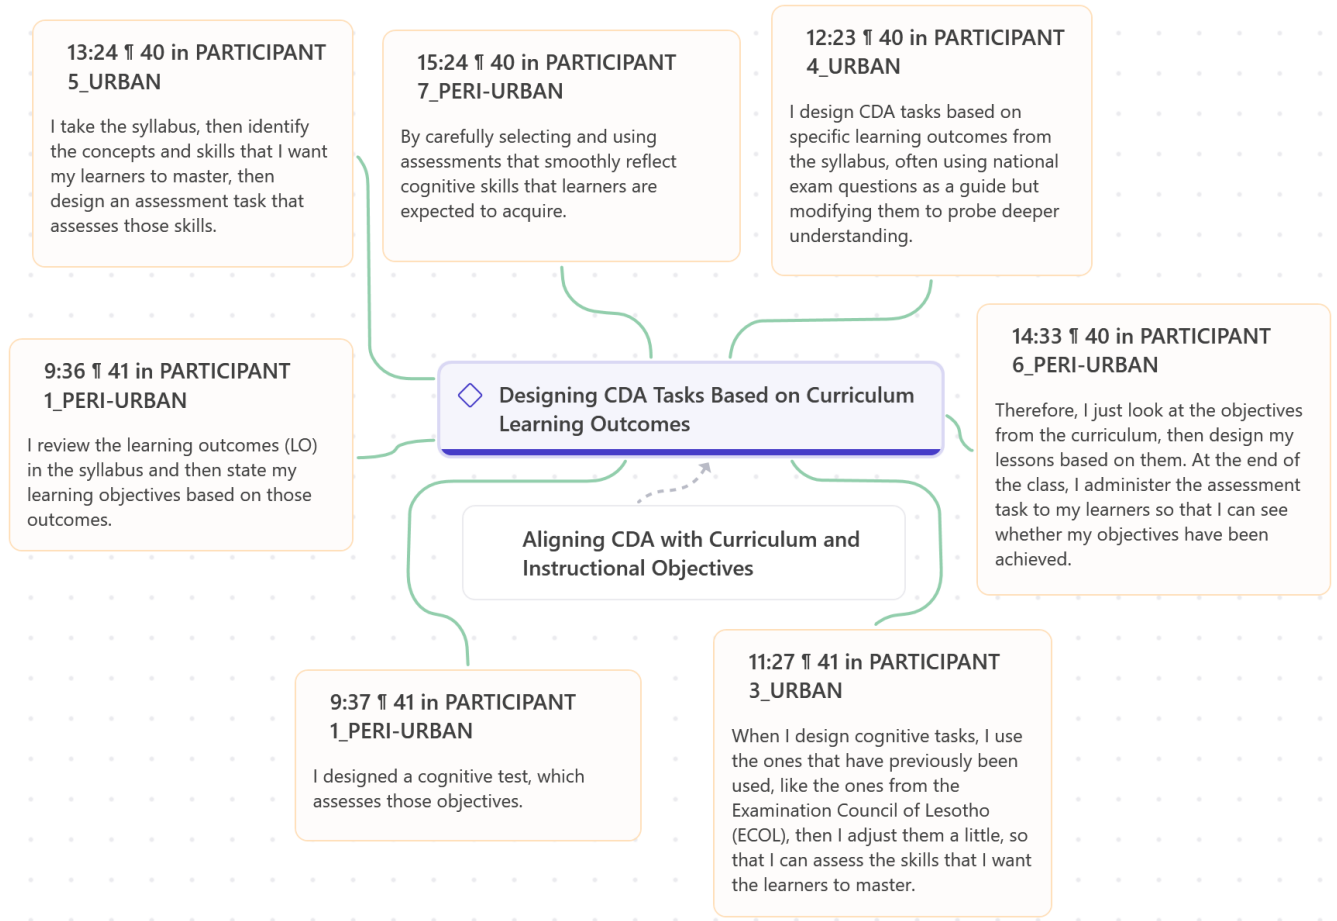 13:24 ¶ 40 in PARTICIPANT
5_URBAN
I take the syllabus, then identify
the concepts and skills that I want
my learners to master, then
design an assessment task that
assesses those skills.
15:24 ¶ 40 in PARTICIPANT
7_PERI-URBAN
By carefully selecting and using
assessments that smoothly reflect
cognitive skills that learners are
expected to acquire.
12:23 ¶ 40 in PARTICIPANT
4_URBAN
I design CDA tasks based on
specific learning outcomes from
the syllabus, often using national
exam questions as a guide but
modifying them to probe deeper
understanding.
9:36 ¶ 41 in PARTICIPANT
1_PERI-URBAN
I review the learning outcomes (LO)
in the syllabus and then state my
learning objectives based on those
outcomes.
Designing CDA Tasks Based on Curriculum
Learning Outcomes
14:33 ¶ 40 in PARTICIPANT
6_PERI-URBAN
Therefore, I just look at the objectives
from the curriculum, then design my
lessons based on them. At the end of
the class, I administer the assessment
task to my learners so that I can see
whether my objectives have been
achieved.
Aligning CDA with Curriculum and
Instructional Objectives
9:37 ¶ 41 in PARTICIPANT
1_PERI-URBAN
I designed a cognitive test, which
assesses those objectives.
11:27 ¶ 41 in PARTICIPANT
3_URBAN
When I design cognitive tasks, I use
the ones that have previously been
used, like the ones from the
Examination Council of Lesotho
(ECOL), then I adjust them a little, so
that I can assess the skills that I want
the learners to master.